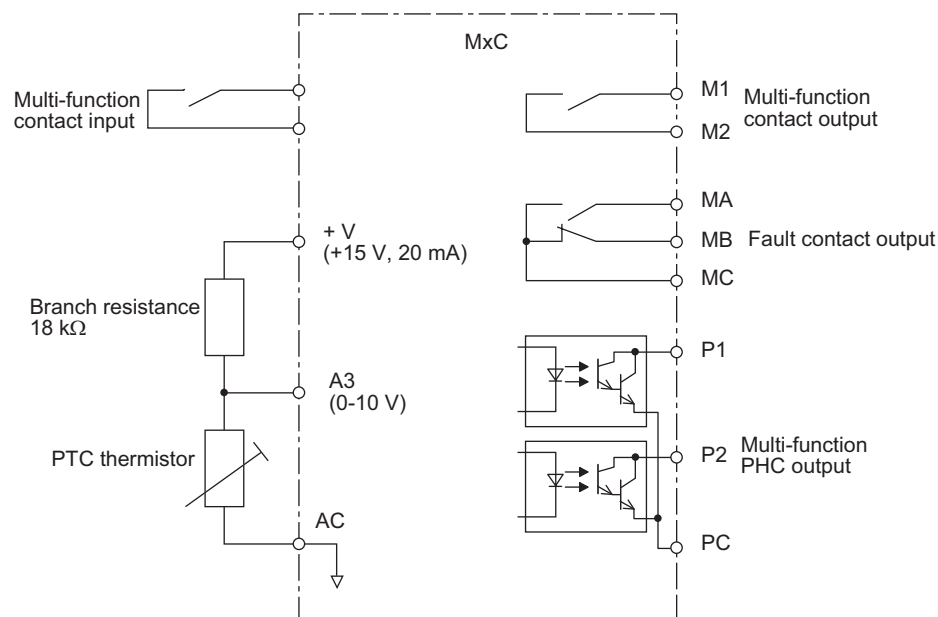 MxC
Multi-function
contact input
+ V
(+15 V, 20 mA)
Branch resistance
18 kΩ
A3
(0-10 V)
PTC thermistor
AC
M1
Multi-function
contact output
M2
MA
MB
Fault contact output
MC
P1
P2
Multi-function
PHC output
PC